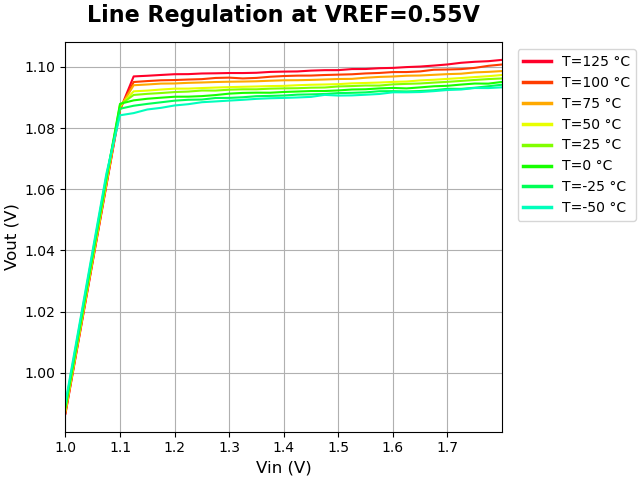 Line Regulation at VREF=0.55V
Vout (V)
1.10
1.08
1.06
1.04
1.02
1.00
1.0 1.1 1.2 1.3 1.4 1.5 1.6 1.7
Vin (V)
T=125 °C
T=100 °C
T=75 °C
T=50 °C
T=25 °C
T=0 °C
T=-25 °C
T=-50 °C